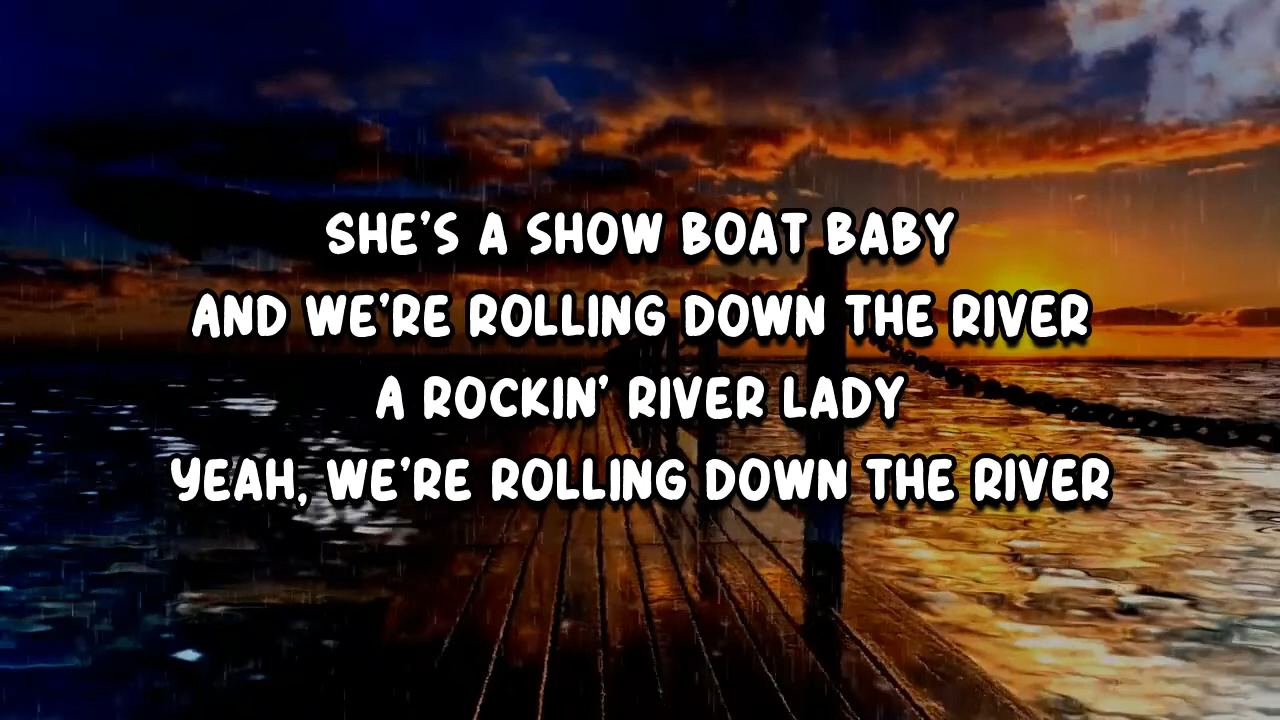 SHE'S A SHOW BOAT BABY
AND WE'RE ROLLING DOWN THE RIVER
A ROCKIN' RIVER LADY
YEAH, WE'RE ROLLING DOWN THE RIVER